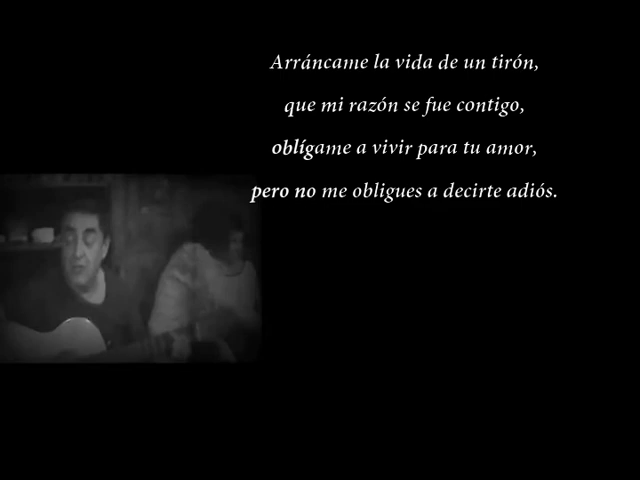 Arráncame la vida de un tirón,
que mi razón se fue contigo,
oblígame a vivir para tu amor,
pero no me obligues a decirte adiós.